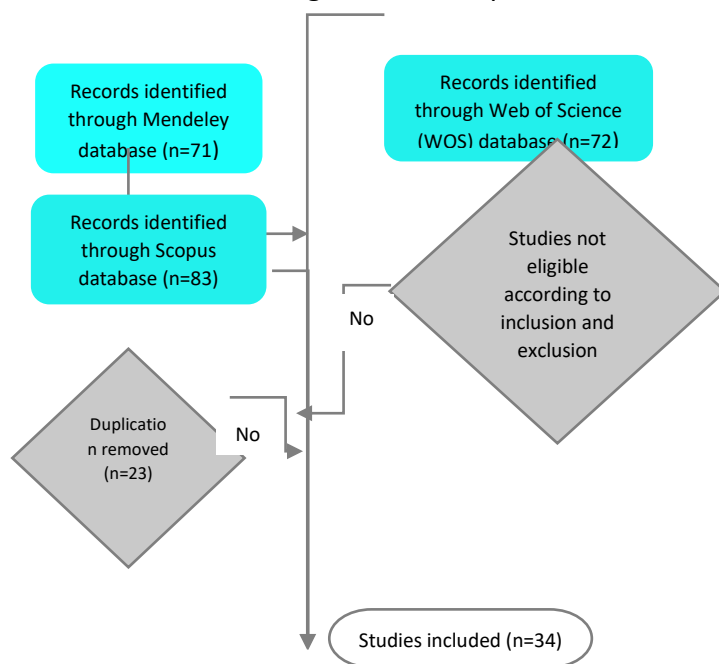 Records identified
through Mendeley
database (n=71)
Records identified
through Web of Science
(WOS) database (n=72)
Records identified
through Scopus
database (n=83)
Studies not
eligible
according to
inclusion and
exclusion
No
Duplicatio
n removed
(n=23)
No
Studies included (n=34)